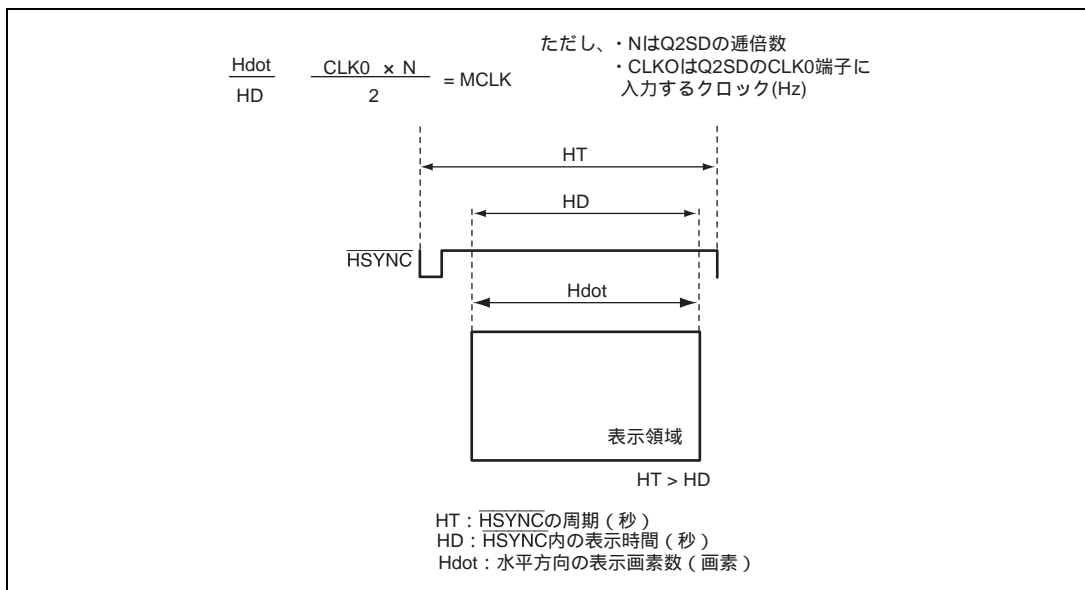 ただし、・NはQ2SDの逓倍数
・CLKOはQ2SDのCLK0端子に
入力するクロック(Hz)
Hdot
HD
CLK0 × N
2
= MCLK
HT
HD
HSYNC
Hdot
表示領域
HT > HD
HT：HSYNCの周期（秒）
HD：HSYNC内の表示時間（秒）
Hdot：水平方向の表示画素数（画素）